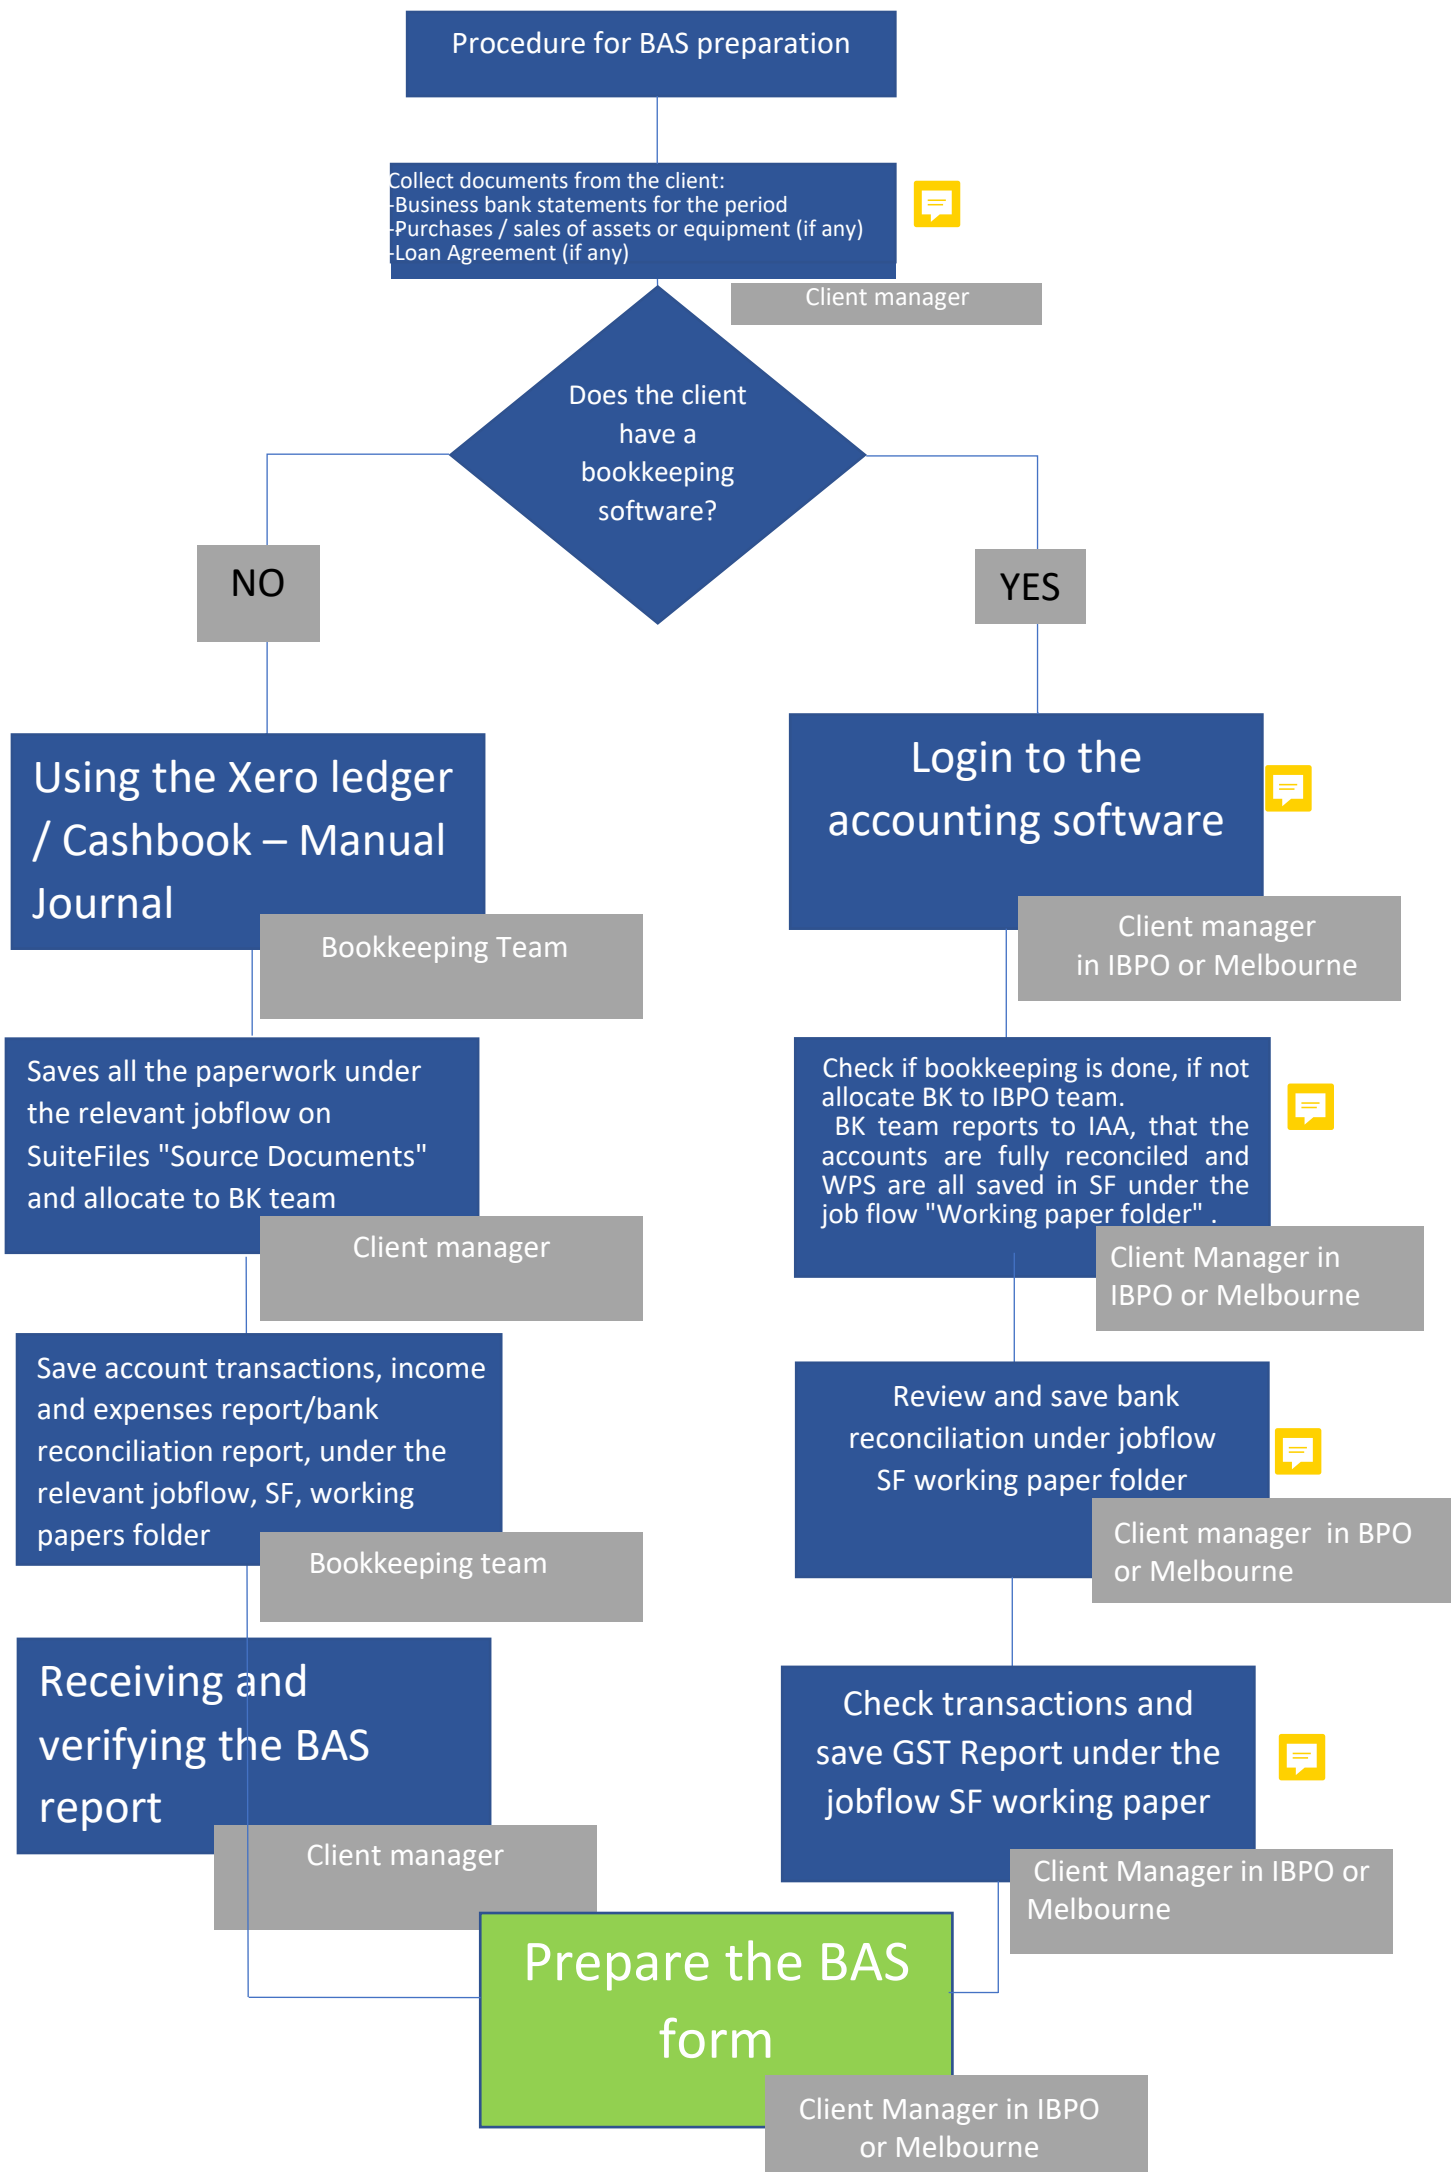 Procedure for BAS preparation
Collect documents from the client:
-Business bank statements for the period
-Purchases / sales of assets or equipment (if any)
-Loan Agreement (if any)
Client manager
Does the client
have a
bookkeeping
software?
NO
YES
Using the Xero ledger
/ Cashbook – Manual
Journal
Bookkeeping Team
Saves all the paperwork under
the relevant jobflow on
SuiteFiles "Source Documents"
and allocate to BK team
Client manager
Save account transactions, income
and expenses report/bank
reconciliation report, under the
relevant jobflow, SF, working
papers folder
Bookkeeping team
Receiving and
verifying the BAS
report
Client manager
Login to the
accounting software
Client manager
in IBPO or Melbourne
Check if bookkeeping is done, if not
allocate BK to IBPO team.
BK team reports to IAA, that the
accounts are fully reconciled and
WPS are all saved in SF under the
job flow "Working paper folder" .
Client Manager in
IBPO or Melbourne
Review and save bank
reconciliation under jobflow
SF working paper folder
Client manager in BPO
or Melbourne
Check transactions and
save GST Report under the
jobflow SF working paper
Client Manager in IBPO or
Melbourne
Prepare the BAS
form
Client Manager in IBPO
or Melbourne